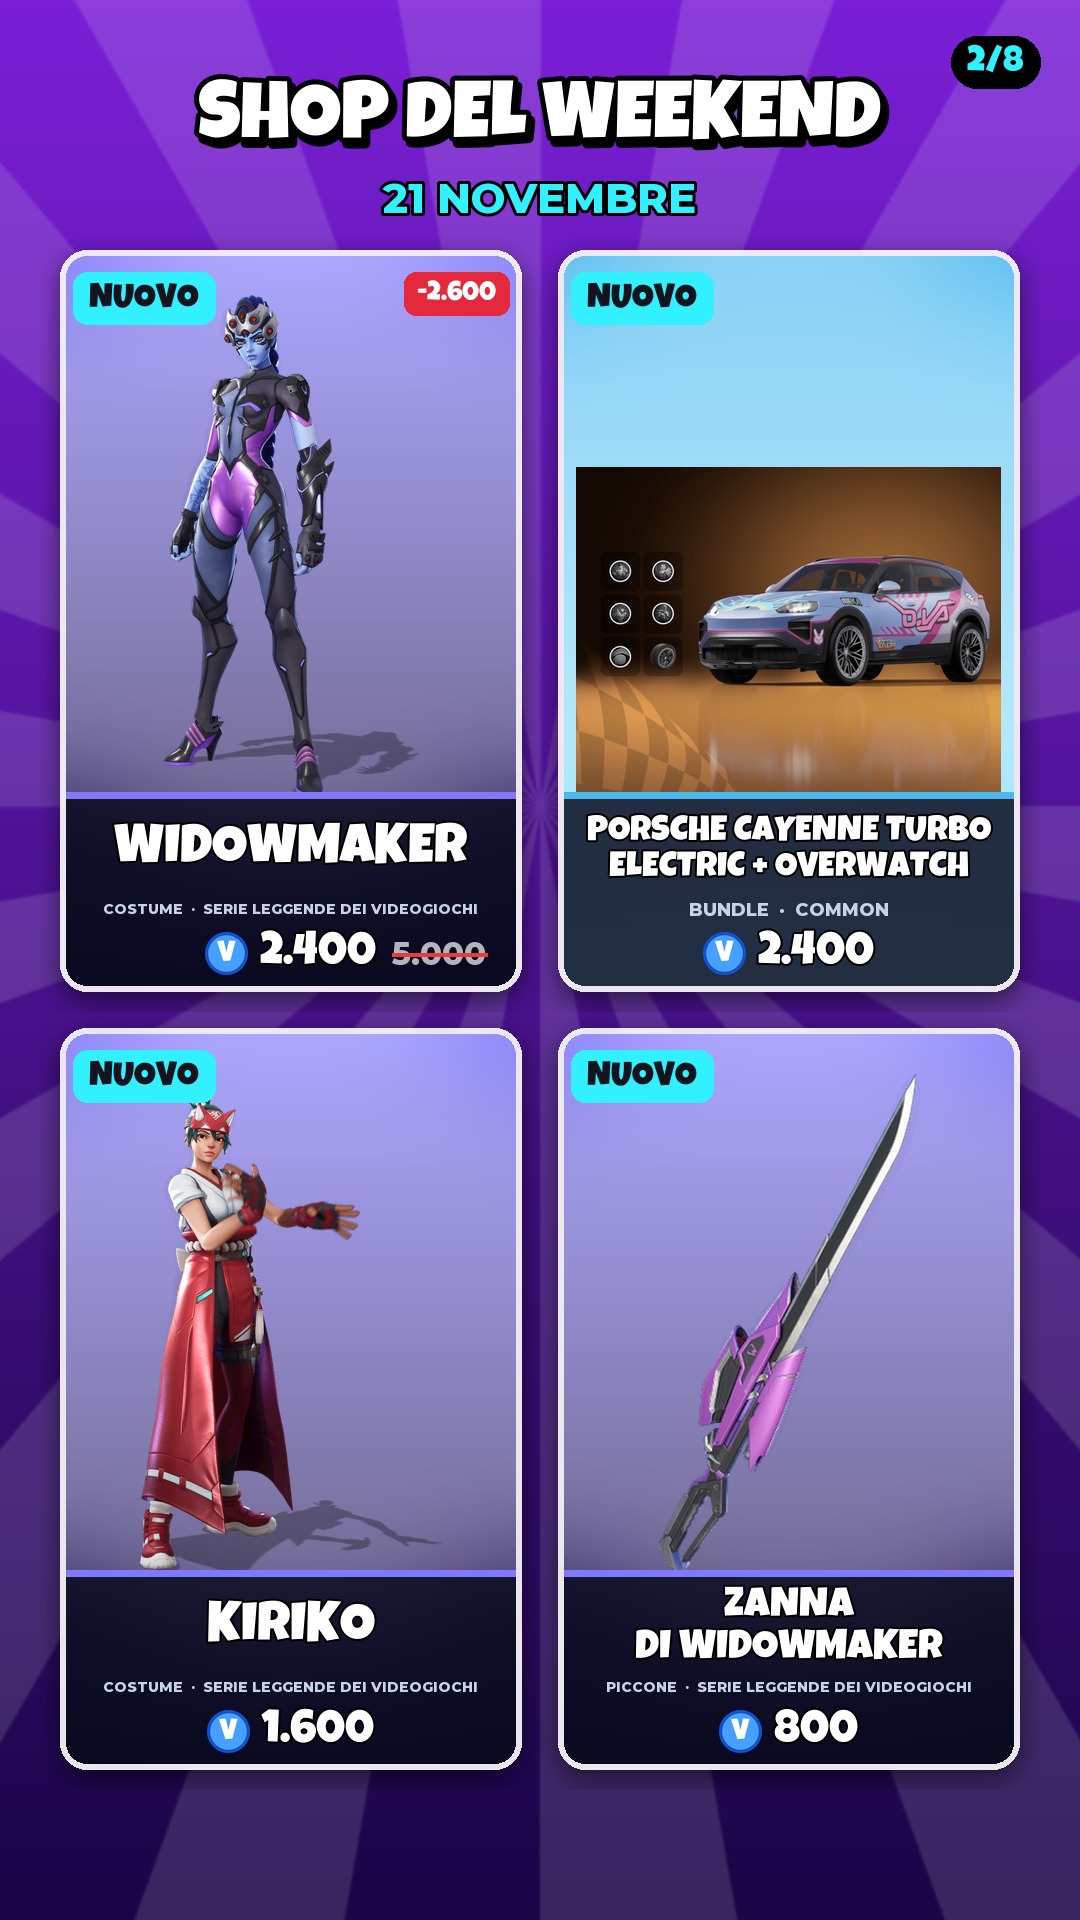 2/8
SHOP DEL WEEKEND
21 NOVEMBRE
NUOVO
-2.600
WIDOWMAKER
COSTUME · SERIE LEGGENDE DEI VIDEOGIOCHI
V 2.400 5.000
NUOVO
D.VA
PORSCHE CAYENNE TURBO
ELECTRIC + OVERWATCH
BUNDLE · COMMON
V 2.400
NUOVO
KIRIKO
COSTUME · SERIE LEGGENDE DEI VIDEOGIOCHI
V 1.600
NUOVO
ZANNA
DI WIDOWMAKER
PICCONE · SERIE LEGGENDE DEI VIDEOGIOCHI
V 800